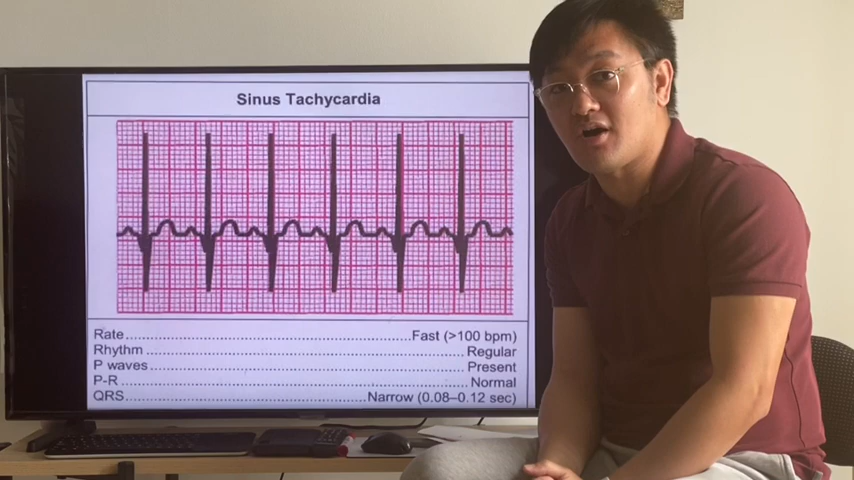 Sinus Tachycardia
Rate Fast (>100 bpm)
Rhythm Regular
P waves Present
P-R Normal
QRS Narrow (0.08–0.12 sec)